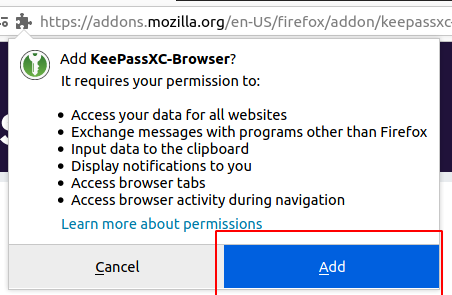 https://addons.mozilla.org/en-US/firefox/addon/keepassxc-
Add KeePassXC-Browser?
It requires your permission to:
• Access your data for all websites
• Exchange messages with programs other than Firefox
• Input data to the clipboard
• Display notifications to you
• Access browser tabs
• Access browser activity during navigation
Learn more about permissions
Cancel Add